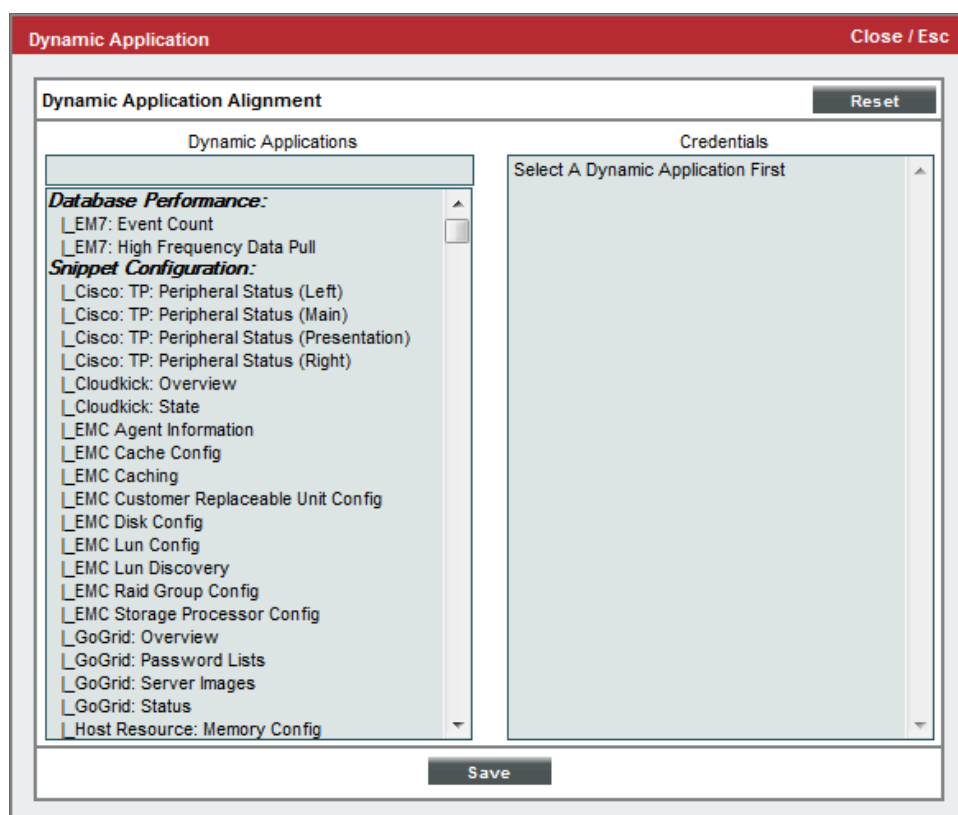 Dynamic Application
Close / Esc
Dynamic Application Alignment
Reset
Dynamic Applications
Credentials
Select A Dynamic Application First
Database Performance:
|_EM7: Event Count
|_EM7: High Frequency Data Pull
Snippet Configuration:
|_Cisco: TP: Peripheral Status (Left)
|_Cisco: TP: Peripheral Status (Main)
|_Cisco: TP: Peripheral Status (Presentation)
|_Cisco: TP: Peripheral Status (Right)
|_Cloudkick: Overview
|_Cloudkick: State
|_EMC Agent Information
|_EMC Cache Config
|_EMC Caching
|_EMC Customer Replaceable Unit Config
|_EMC Disk Config
|_EMC Lun Config
|_EMC Lun Discovery
|_EMC Raid Group Config
|_EMC Storage Processor Config
|_GoGrid: Overview
|_GoGrid: Password Lists
|_GoGrid: Server Images
|_GoGrid: Status
|_Host Resource: Memory Config
Save